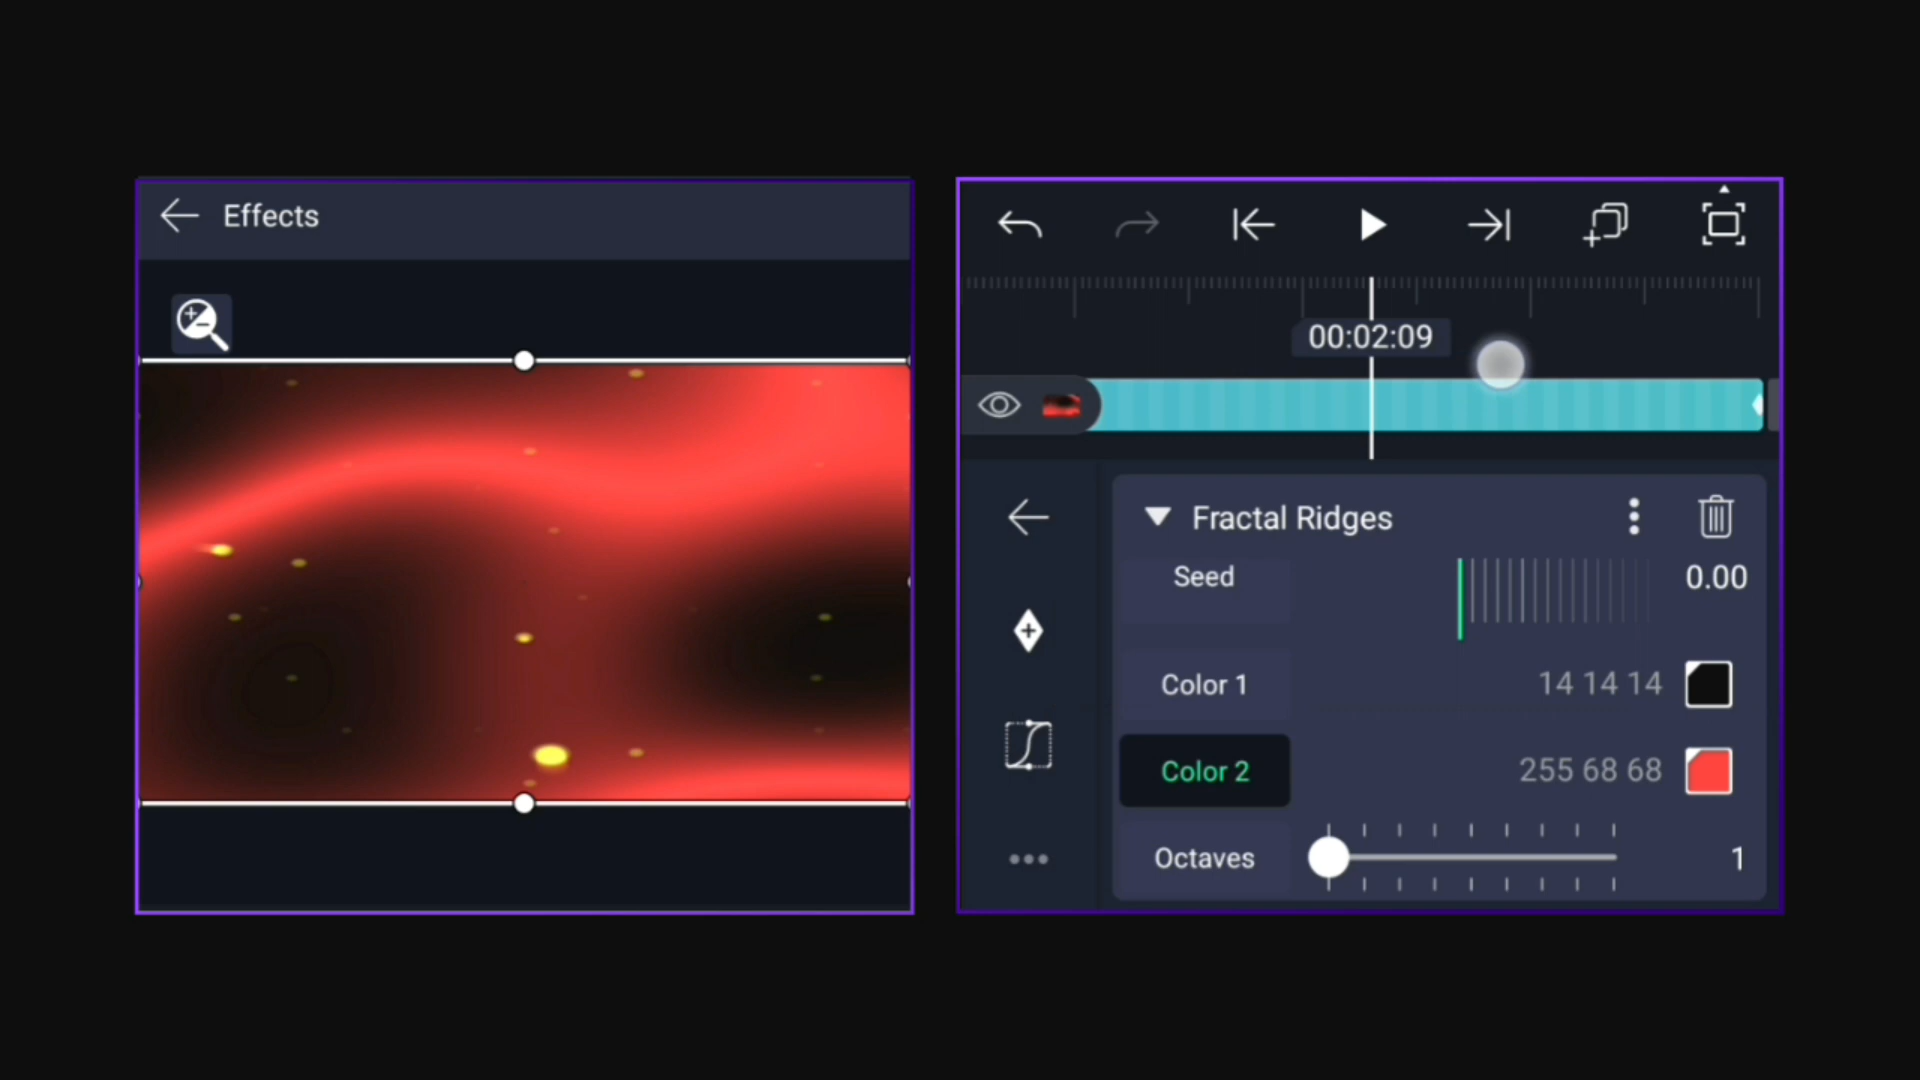 Effects
00:02:09
Fractal Ridges
Seed 0.00
Color 1 14 14 14
Color 2 255 68 68
Octaves 1